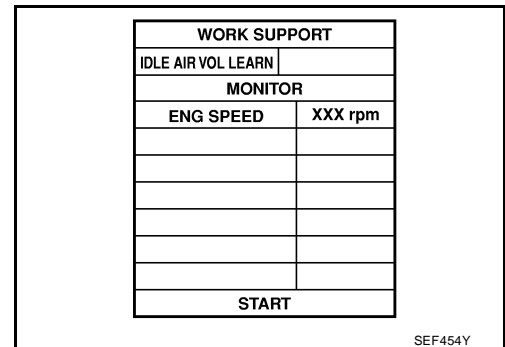 WORK SUPPORT
IDLE AIR VOL LEARN
MONITOR
ENG SPEED XXX rpm
START
SEF454Y